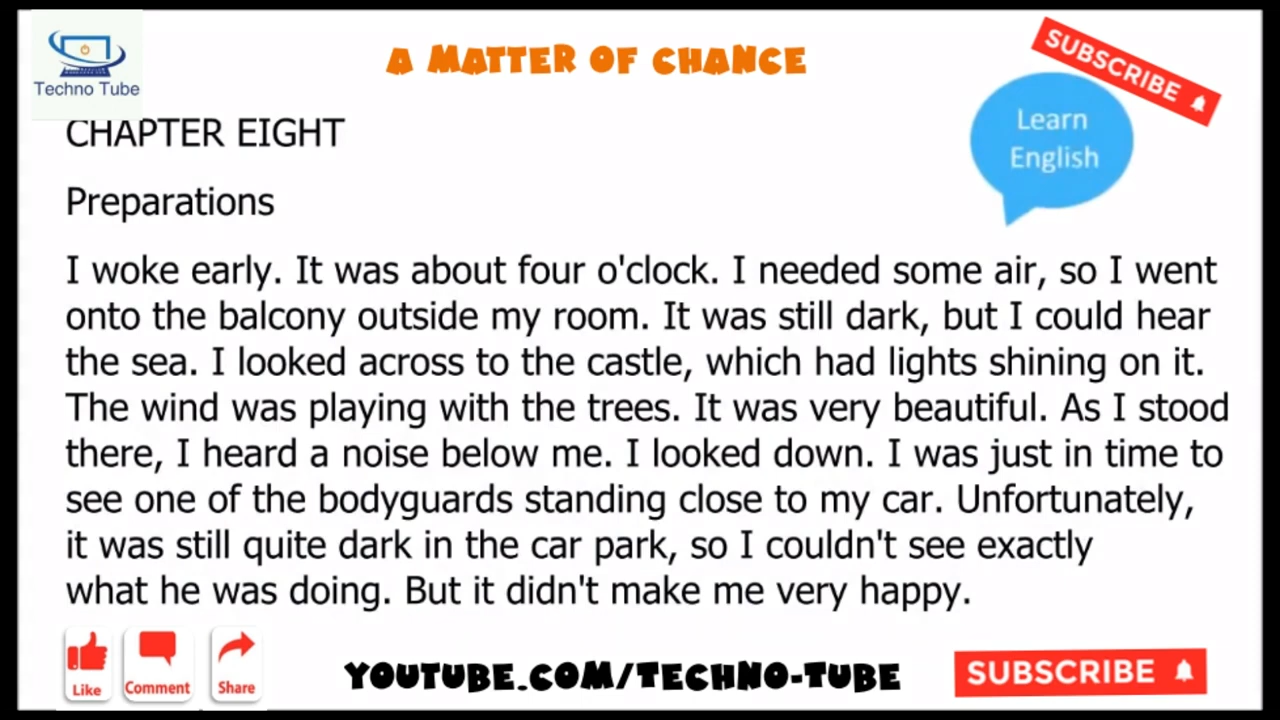 A MATTER OF CHANCE
SUBSCRIBE
Techno Tube
Learn
English
CHAPTER EIGHT
Preparations
I woke early. It was about four o'clock. I needed some air, so I went
onto the balcony outside my room. It was still dark, but I could hear
the sea. I looked across to the castle, which had lights shining on it.
The wind was playing with the trees. It was very beautiful. As I stood
there, I heard a noise below me. I looked down. I was just in time to
see one of the bodyguards standing close to my car. Unfortunately,
it was still quite dark in the car park, so I couldn't see exactly
what he was doing. But it didn't make me very happy.
Like
Comment
Share
YOUTUBE.COM/TECHNO-TUBE
SUBSCRIBE